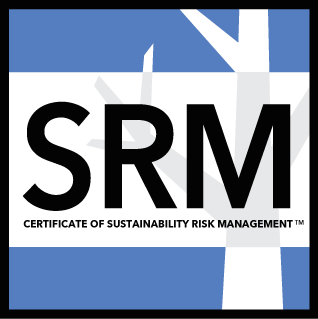 SRM
CERTIFICATE OF SUSTAINABILITY RISK MANAGEMENT™